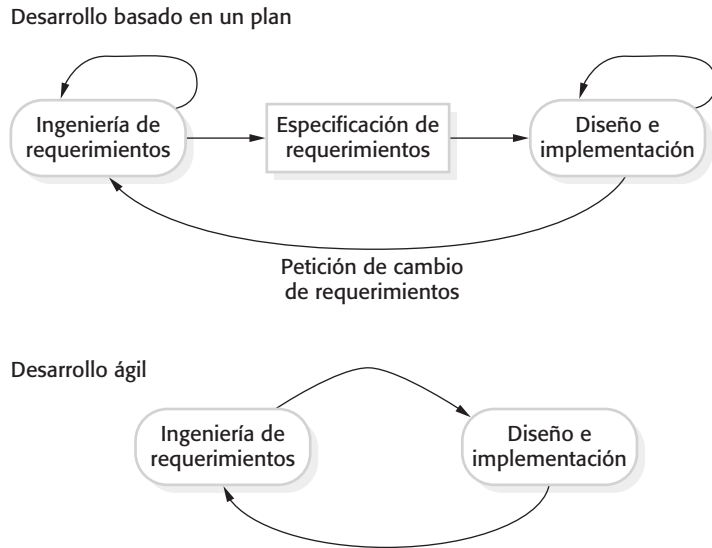 Desarrollo basado en un plan
Ingeniería de
requerimientos
Especificación de
requerimientos
Diseño e
implementación
Petición de cambio
de requerimientos
Desarrollo ágil
Ingeniería de
requerimientos
Diseño e
implementación